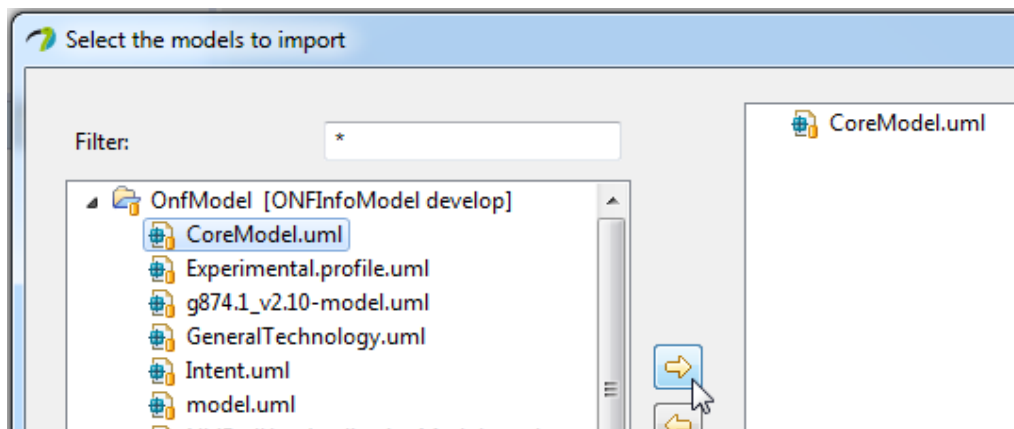 Select the models to import
Filter:
*
OnfModel [ONFInfoModel develop]
CoreModel.uml
Experimental.profile.uml
g874.1_v2.10-model.uml
GeneralTechnology.uml
Intent.uml
model.uml
CoreModel.uml